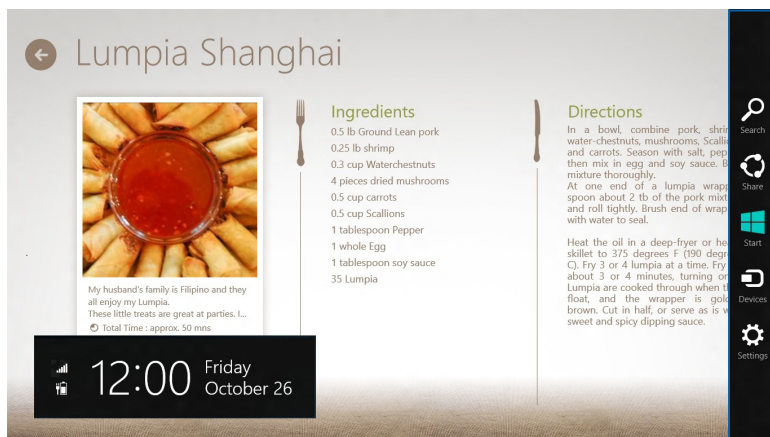 Lumpia Shanghai
My husband's family is Filipino and they
all enjoy my Lumpia.
These little treats are great at parties. I...
Total Time : approx. 50 mns
Ingredients
0.5 lb Ground Lean pork
0.25 lb shrimp
0.3 cup Waterchestnuts
4 pieces dried mushrooms
0.5 cup carrots
0.5 cup Scallions
1 tablespoon Pepper
1 whole Egg
1 tablespoon soy sauce
35 Lumpia
Directions
In a bowl, combine pork,
water-chestnuts, mushrooms,
and carrots. Season with salt,
then mix in egg and soy sauce.
mixture thoroughly.
At one end of a lumpia
spoon about 2 tb of the pork
and roll tightly. Brush end of
with water to seal.
Heat the oil in a deep-fryer or
skillet to 375 degrees F (190
C). Fry 3 or 4 lumpia at a time. Fry
about 3 or 4 minutes, turning
Lumpia are cooked through when
float, and the wrapper is
brown. Cut in half, or serve as is
sweet and spicy dipping sauce.
Search
Share
Start
Devices
Settings
12:00
Friday
October 26